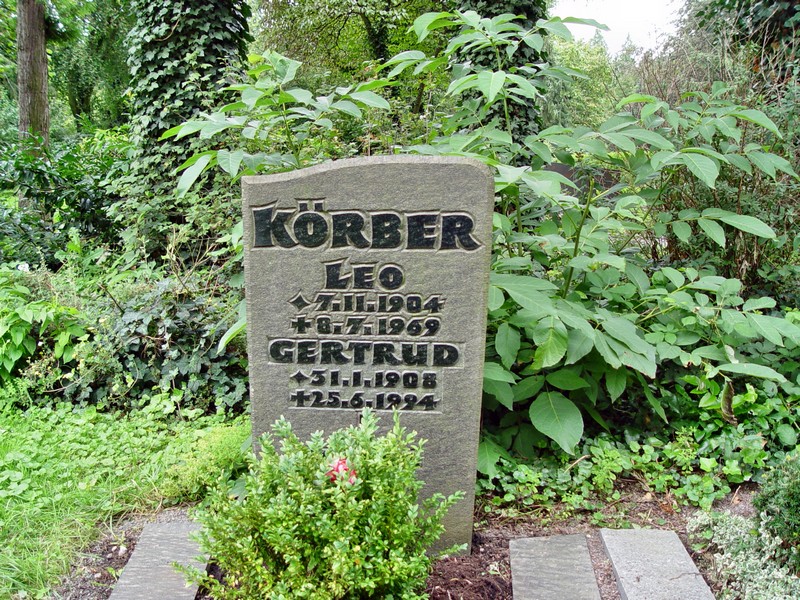 KÖRBER
LEO
✦ 7.11.1904
✝ 8.7.1969
GERTRUD
✦ 31.1.1908
✝ 25.6.1994